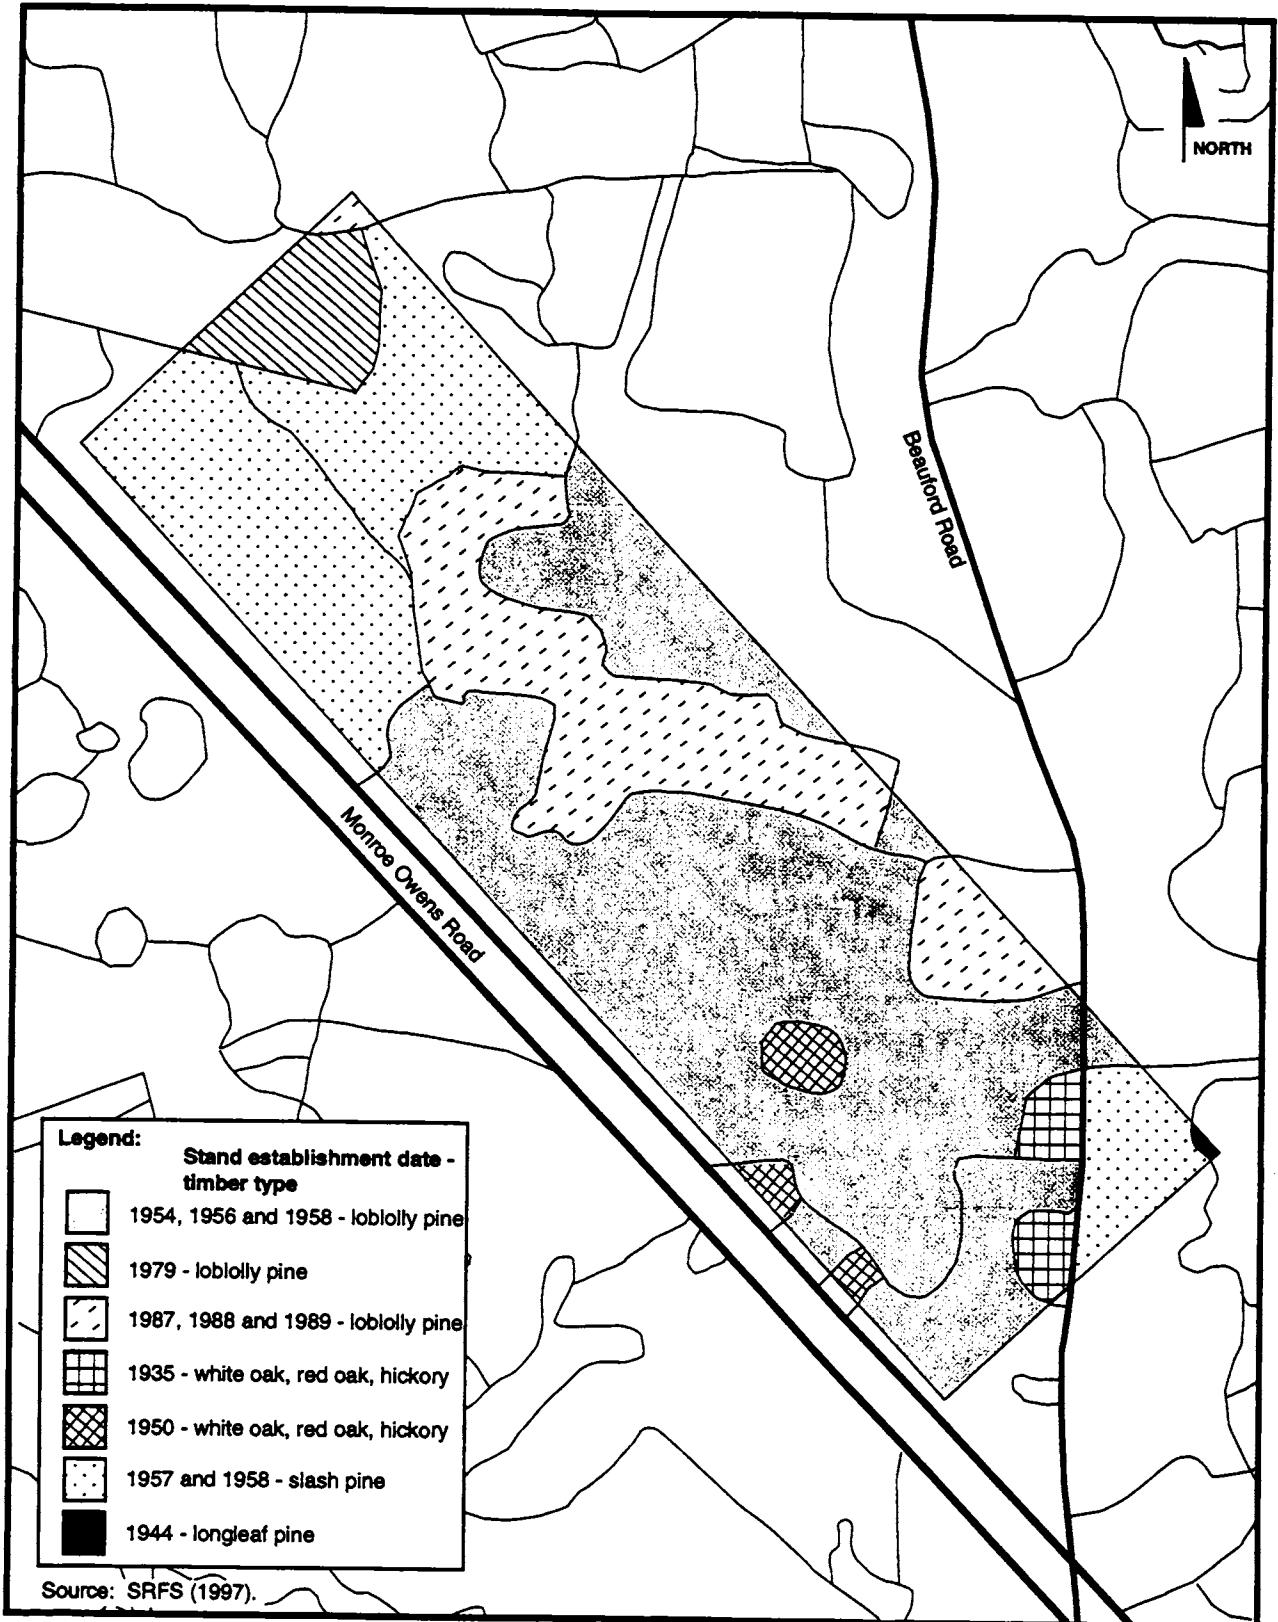 NORTH
Beauford Road
Monroe Owens Road
Legend:
Stand establishment date -
timber type
1954, 1956 and 1958 - loblolly pine
1979 - loblolly pine
1987, 1988 and 1989 - loblolly pine
1935 - white oak, red oak, hickory
1950 - white oak, red oak, hickory
1957 and 1958 - slash pine
1944 - longleaf pine
Source: SRFS (1997).